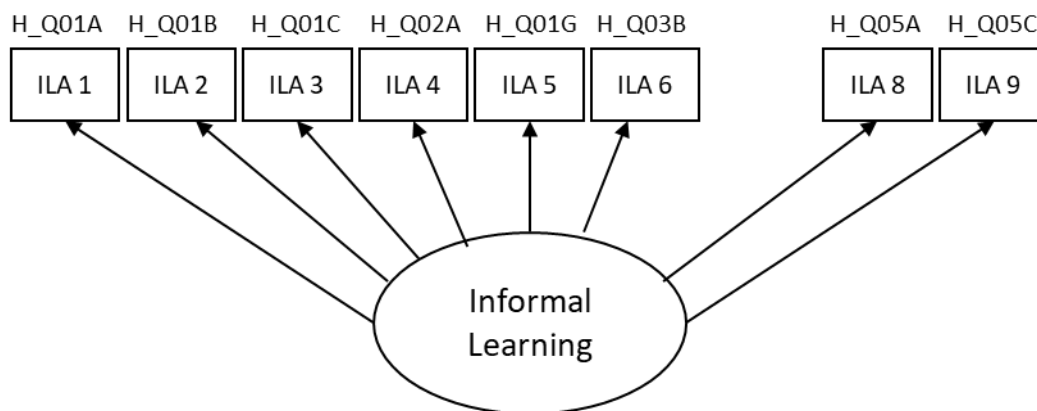 H_Q01A H_Q01B H_Q01C H_Q02A H_Q01G H_Q03B H_Q05A H_Q05C
ILA 1 ILA 2 ILA 3 ILA 4 ILA 5 ILA 6 ILA 8 ILA 9
Informal
Learning